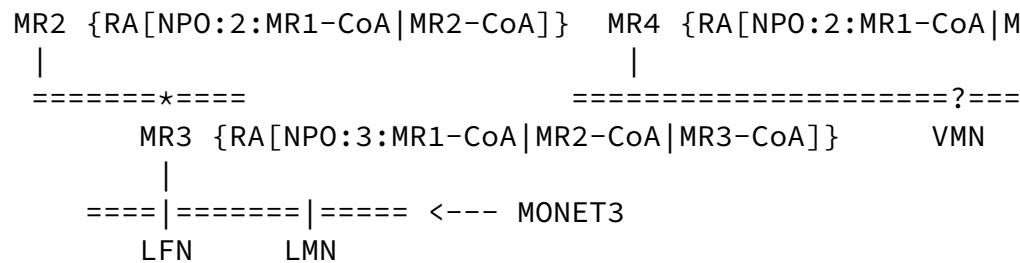 MR2 {RA[NPO:2:MR1-CoA|MR2-CoA]}  MR4 {RA[NPO:2:MR1-CoA|M
 |                                |
 =======*====                  =====================?===
       MR3 {RA[NPO:3:MR1-CoA|MR2-CoA|MR3-CoA]}     VMN
        |
    ====|=======|===== <--- MONET3
       LFN     LMN